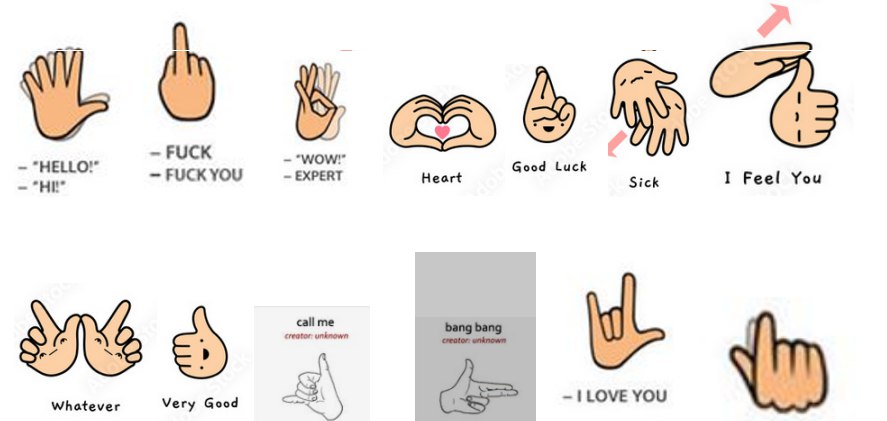 – "HELLO!"
– "HI!"
– FUCK
– FUCK YOU
– "WOW!"
– EXPERT
Heart
Good Luck
Sick
I Feel You
Whatever
Very Good
call me
creator: unknown
bang bang
creator: unknown
– I LOVE YOU